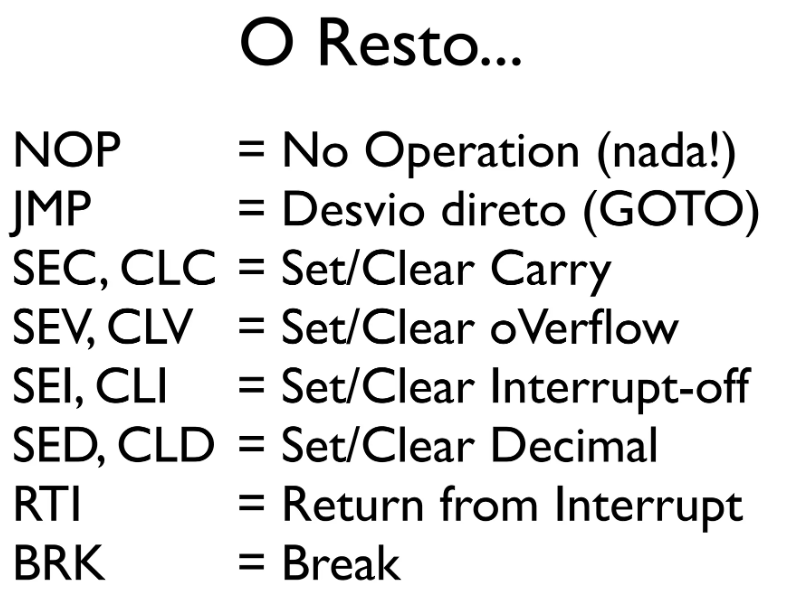 O Resto...
NOP = No Operation (nada!)
JMP = Desvio direto (GOTO)
SEC, CLC = Set/Clear Carry
SEV, CLV = Set/Clear oVerflow
SEI, CLI = Set/Clear Interrupt-off
SED, CLD = Set/Clear Decimal
RTI = Return from Interrupt
BRK = Break